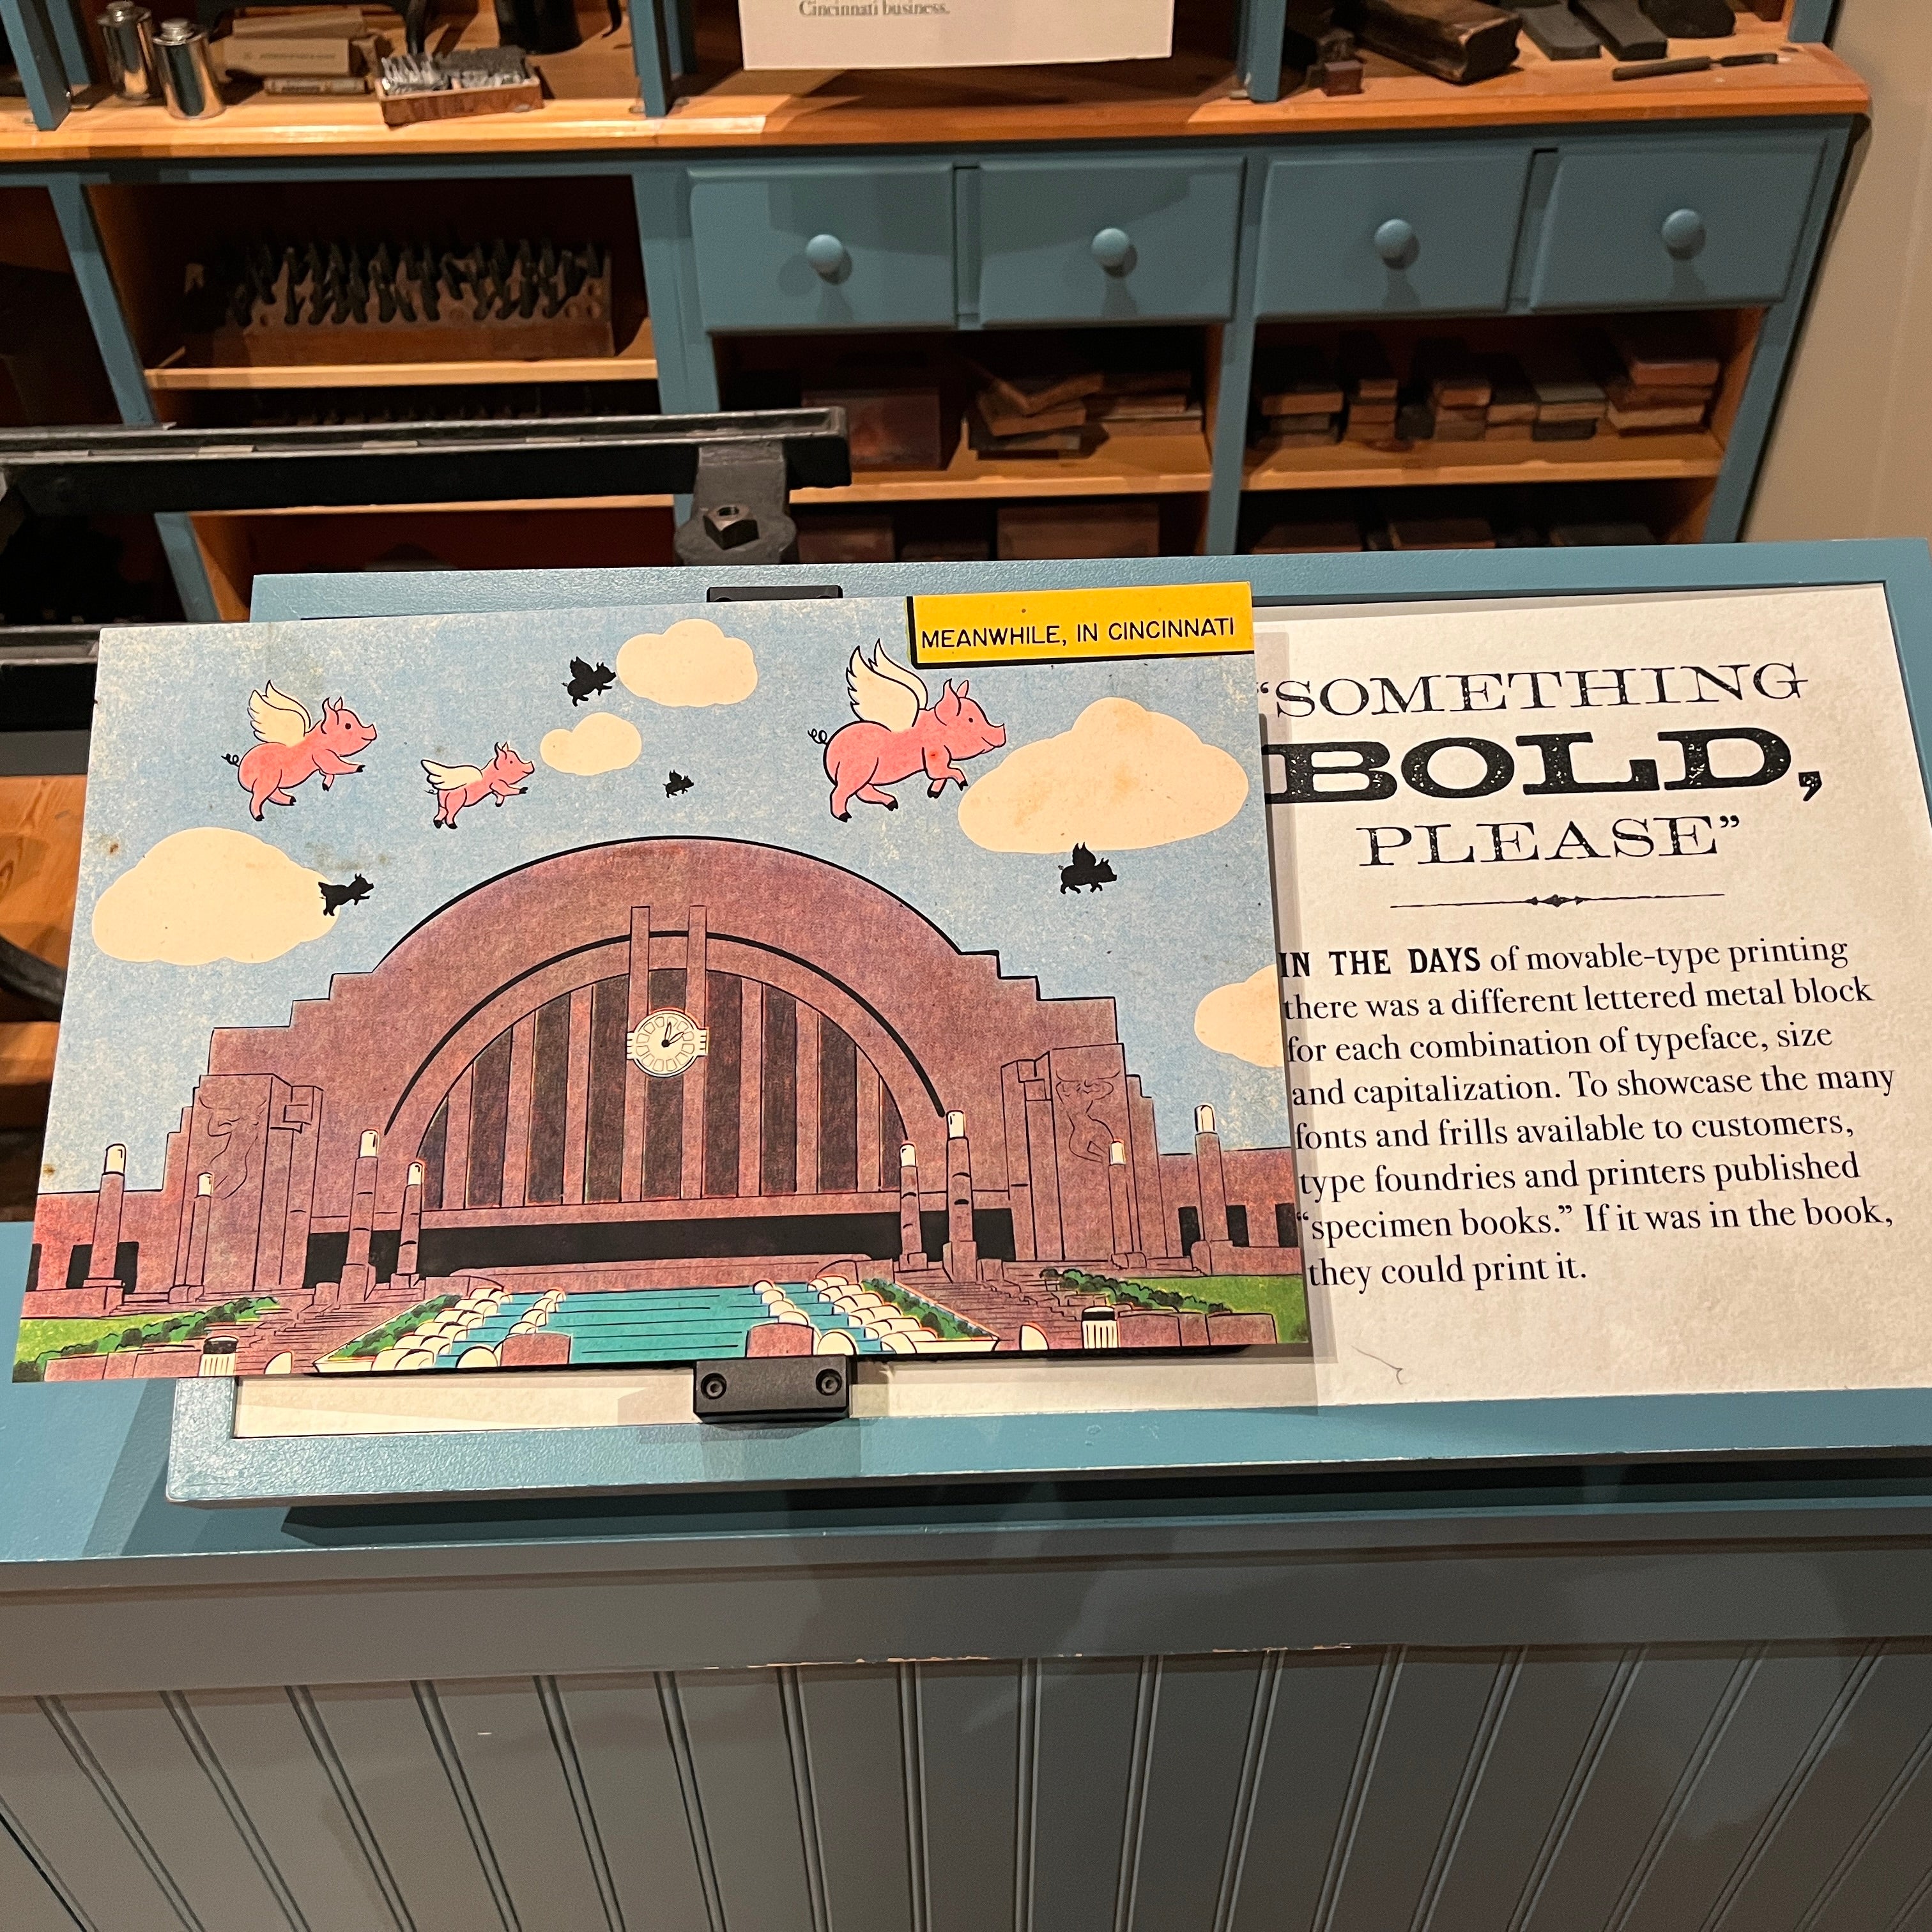 Cincinnati business.
MEANWHILE, IN CINCINNATI
“SOMETHING
BOLD,
PLEASE”
IN THE DAYS of movable-type printing
there was a different lettered metal block
for each combination of typeface, size
and capitalization. To showcase the many
fonts and frills available to customers,
type foundries and printers published
“specimen books.” If it was in the book,
they could print it.